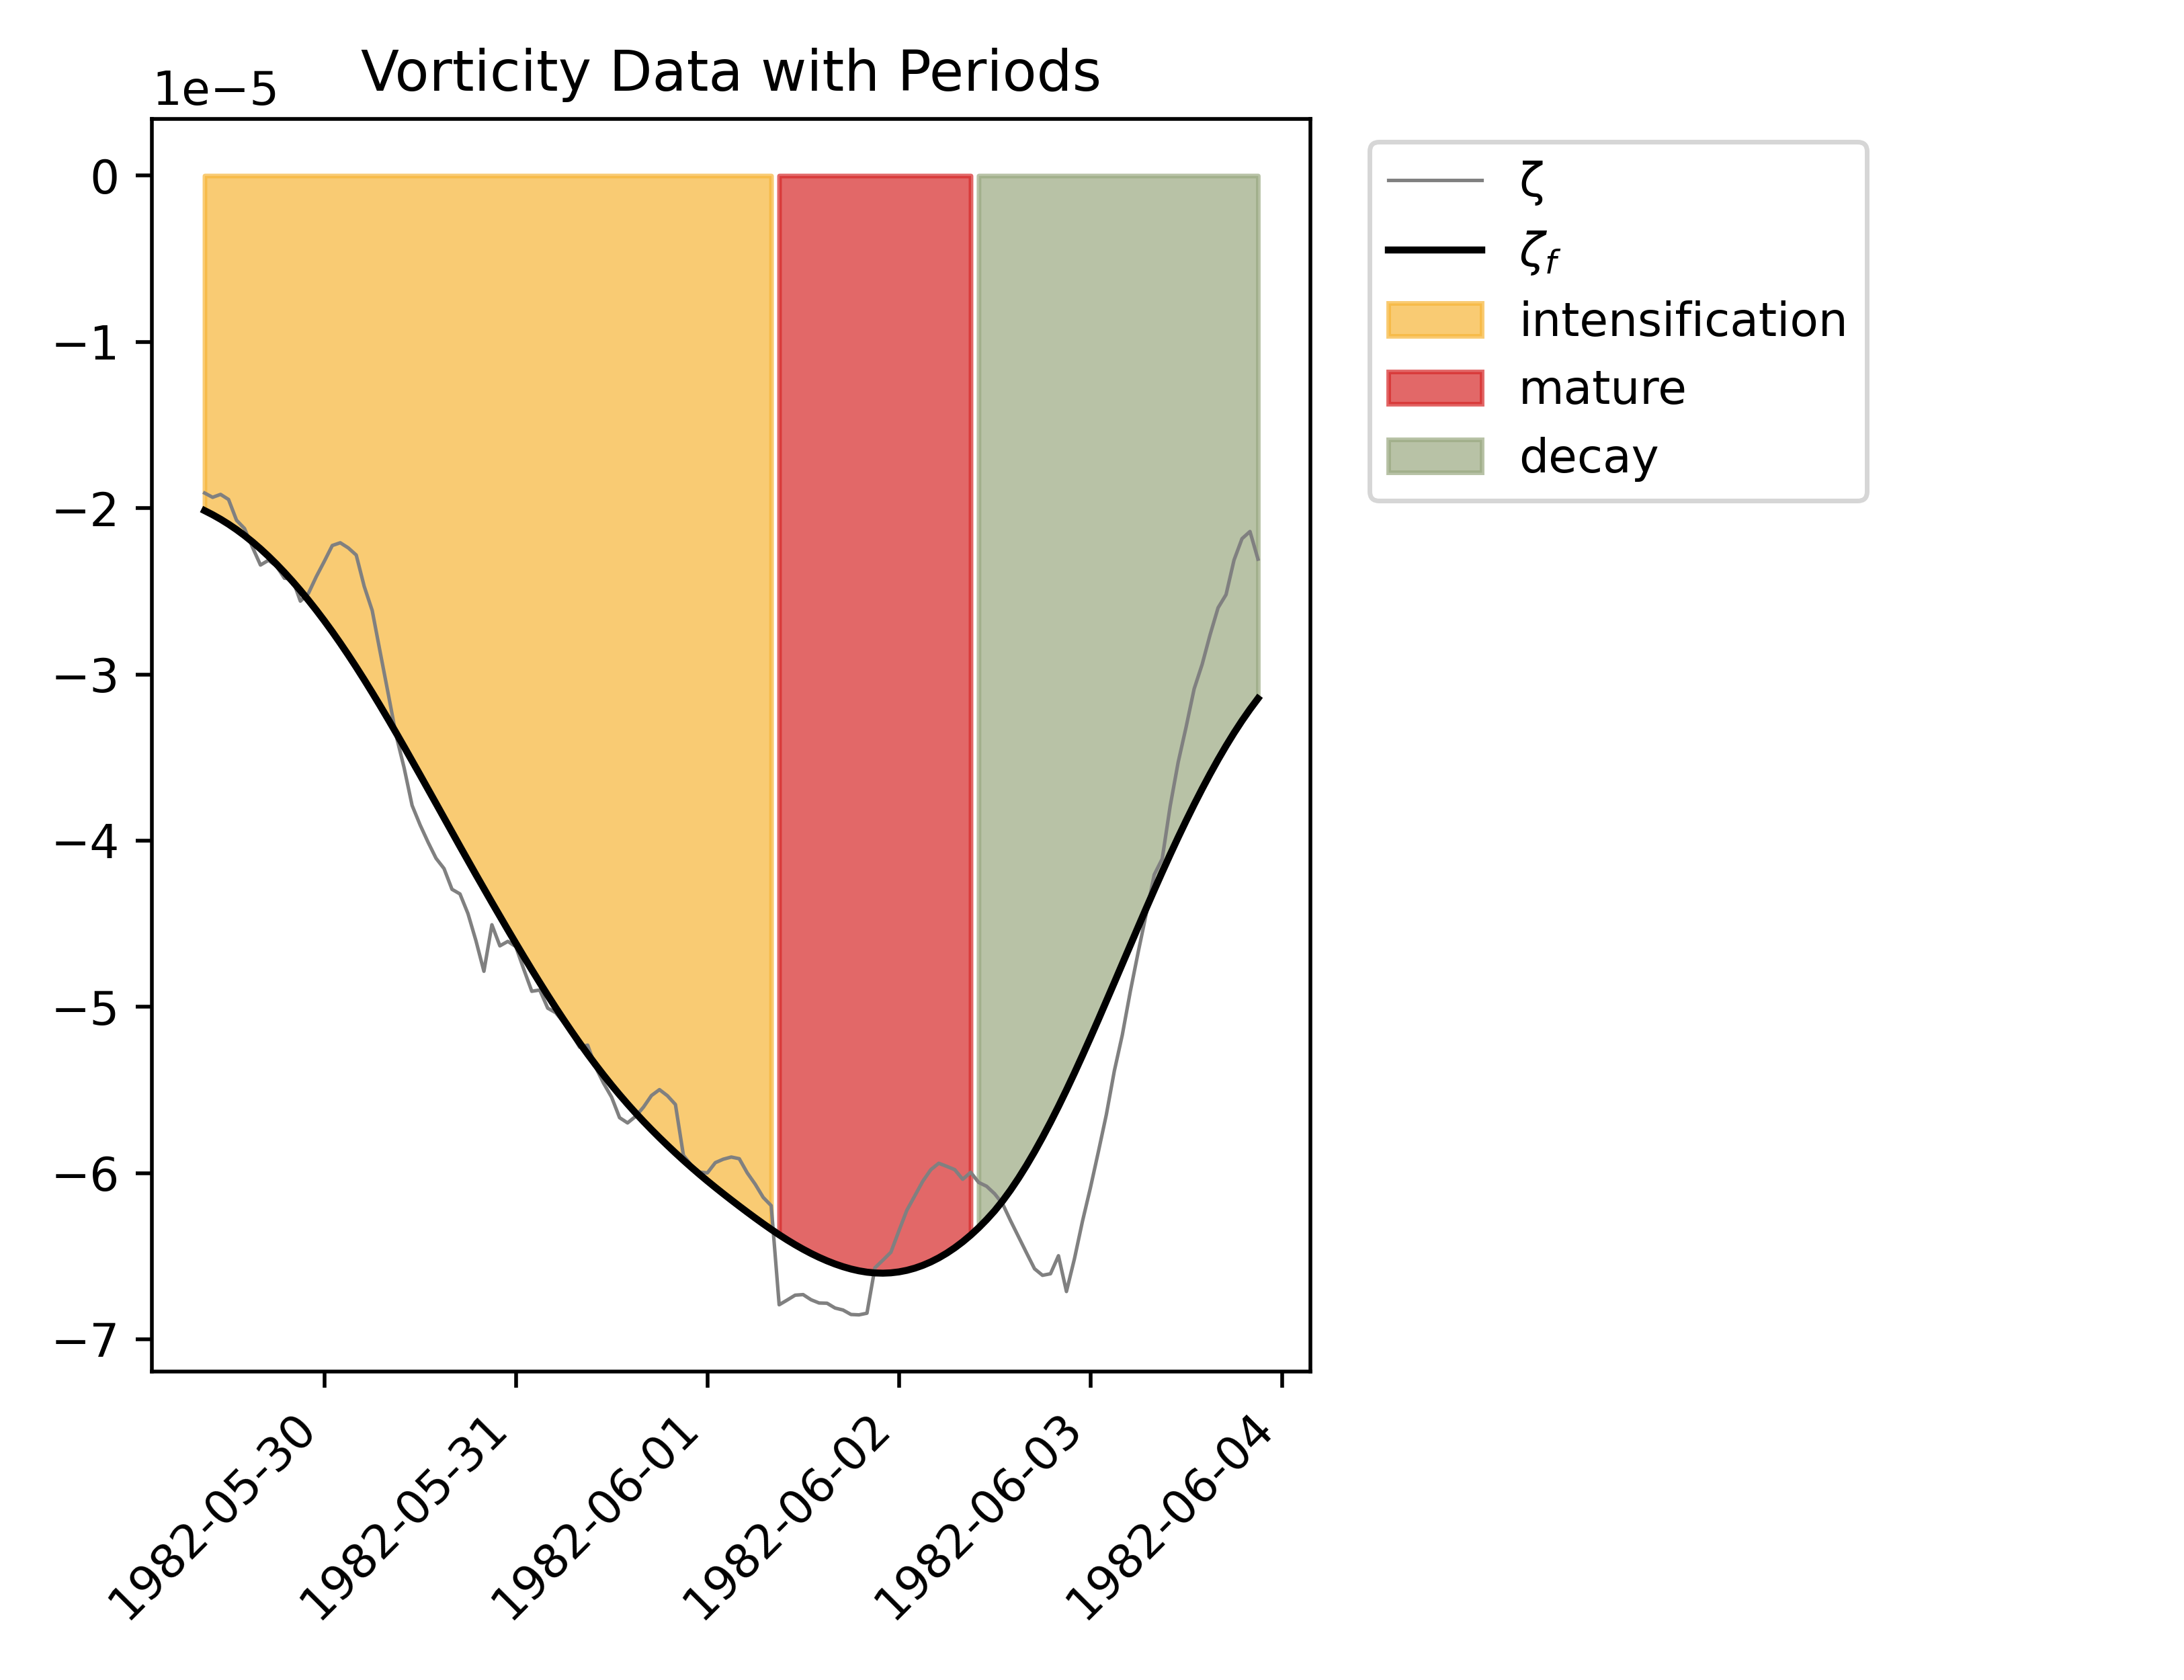 Vorticity Data with Periods
1e−5
0
−1
−2
−3
−4
−5
−6
−7
1982-05-30
1982-05-31
1982-06-01
1982-06-02
1982-06-03
1982-06-04
ζ
ζf
intensification
mature
decay